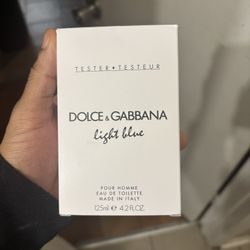 TESTER • TESTEUR
DOLCE & GABBANA
light blue
POUR HOMME
EAU DE TOILETTE
MADE IN ITALY
125ml e 4.2FL.OZ.